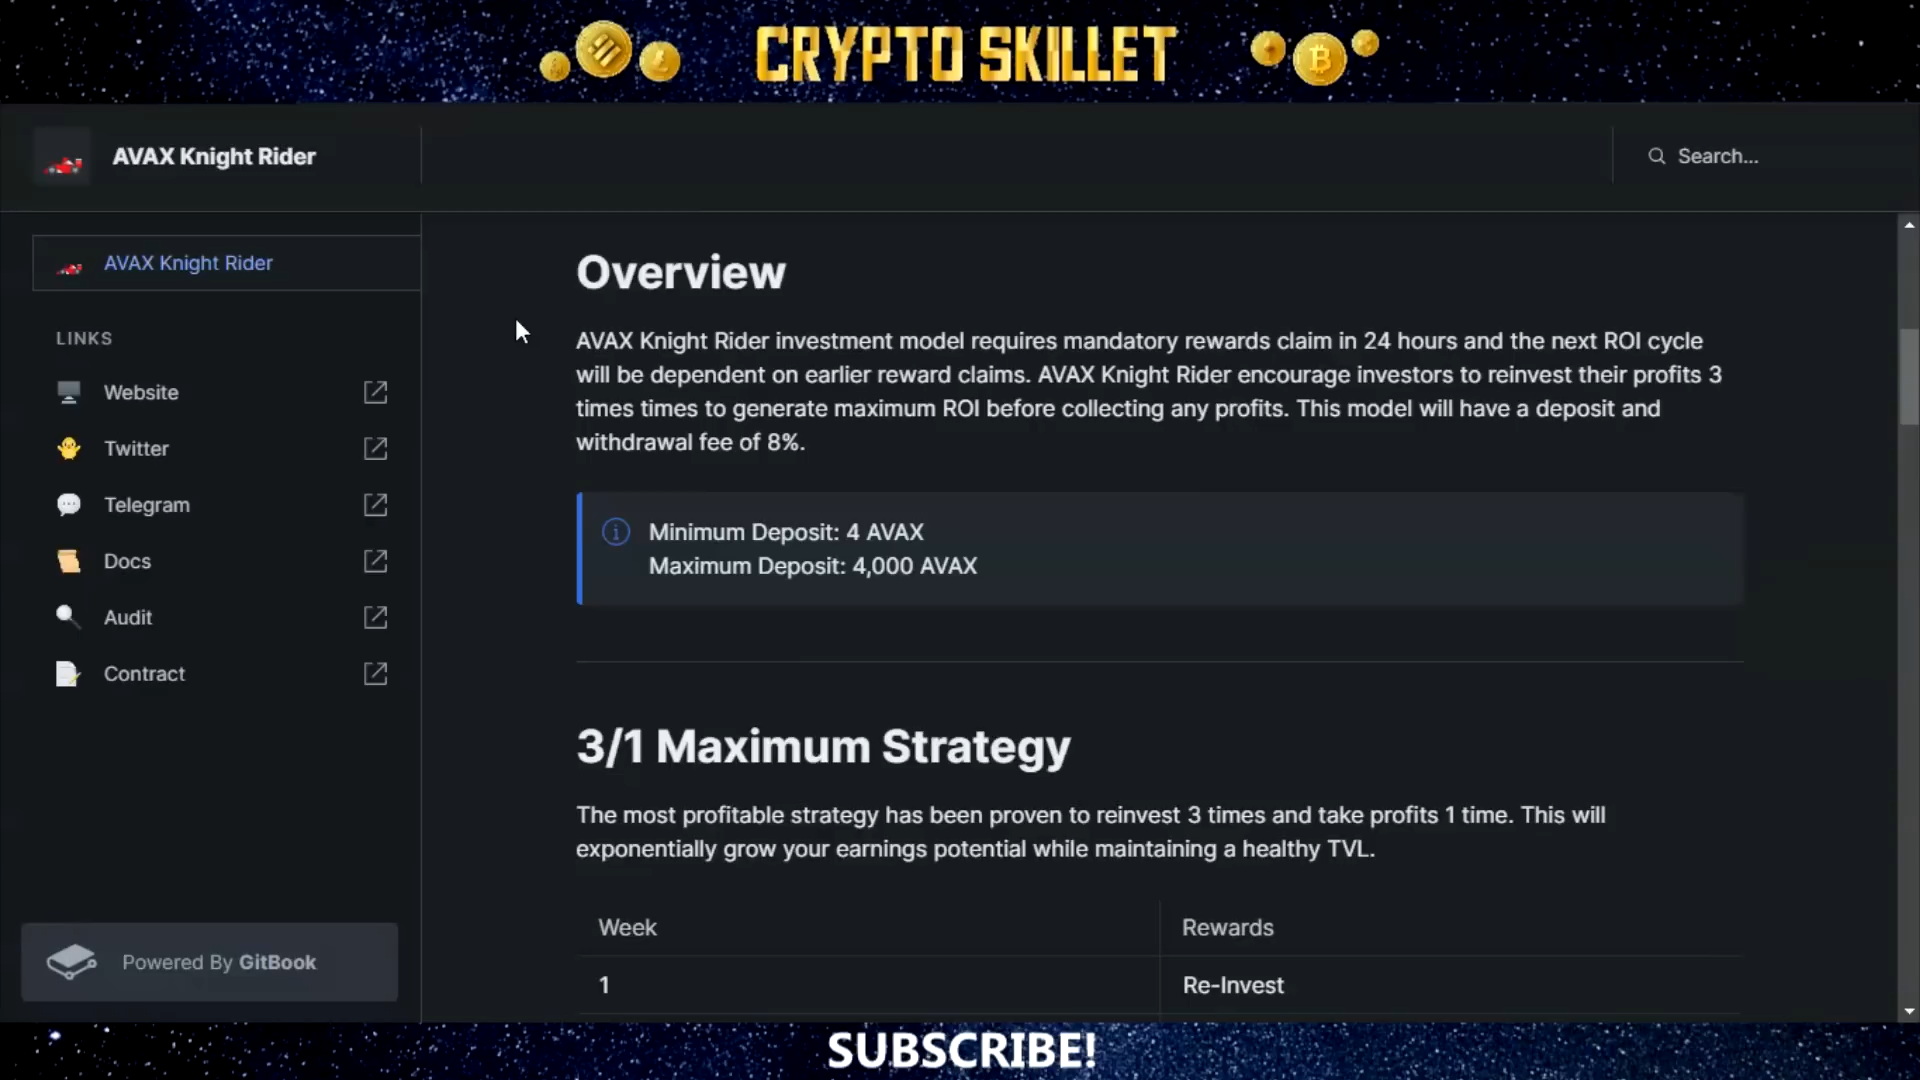 CRYPTO SKILLET
AVAX Knight Rider
Search...
AVAX Knight Rider
LINKS
Website
Twitter
Telegram
Docs
Audit
Contract
Powered By GitBook
Overview
AVAX Knight Rider investment model requires mandatory rewards claim in 24 hours and the next ROI cycle
will be dependent on earlier reward claims. AVAX Knight Rider encourage investors to reinvest their profits 3
times times to generate maximum ROI before collecting any profits. This model will have a deposit and
withdrawal fee of 8%.
Minimum Deposit: 4 AVAX
Maximum Deposit: 4,000 AVAX
3/1 Maximum Strategy
The most profitable strategy has been proven to reinvest 3 times and take profits 1 time. This will
exponentially grow your earnings potential while maintaining a healthy TVL.
Week Rewards
1 Re-Invest
SUBSCRIBE!